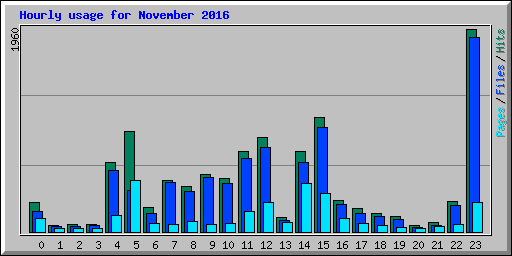 Hourly usage for November 2016
1960
Pages / Files / Hits
0 1 2 3 4 5 6 7 8 9 10 11 12 13 14 15 16 17 18 19 20 21 22 23